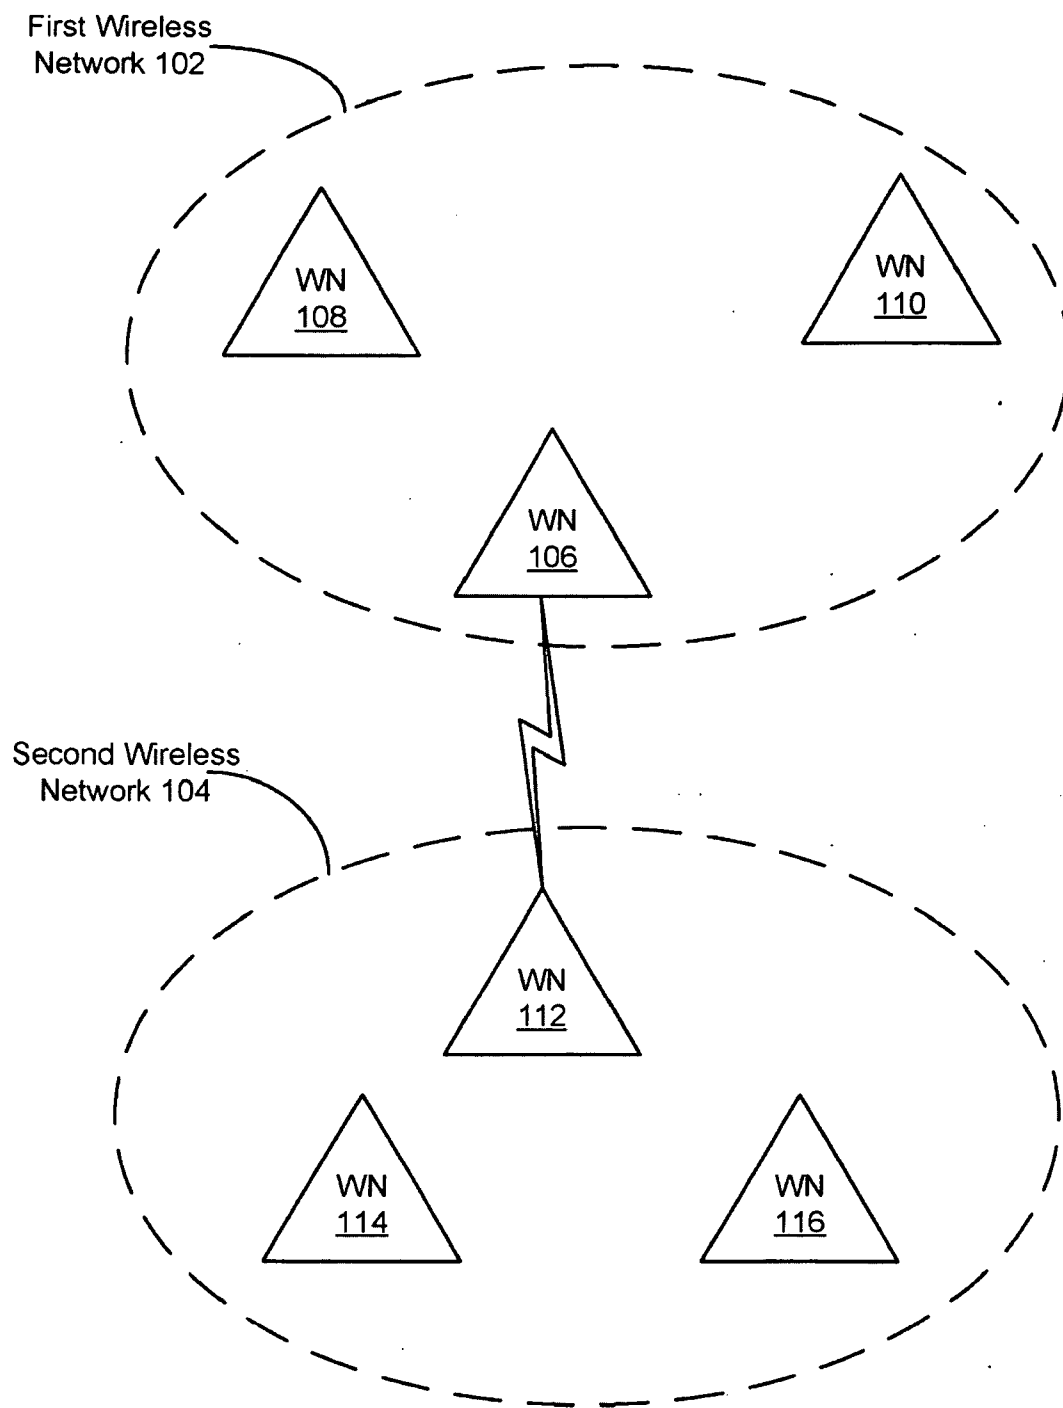 First Wireless
Network 102
WN
108
WN
110
WN
106
Second Wireless
Network 104
WN
112
WN
114
WN
116